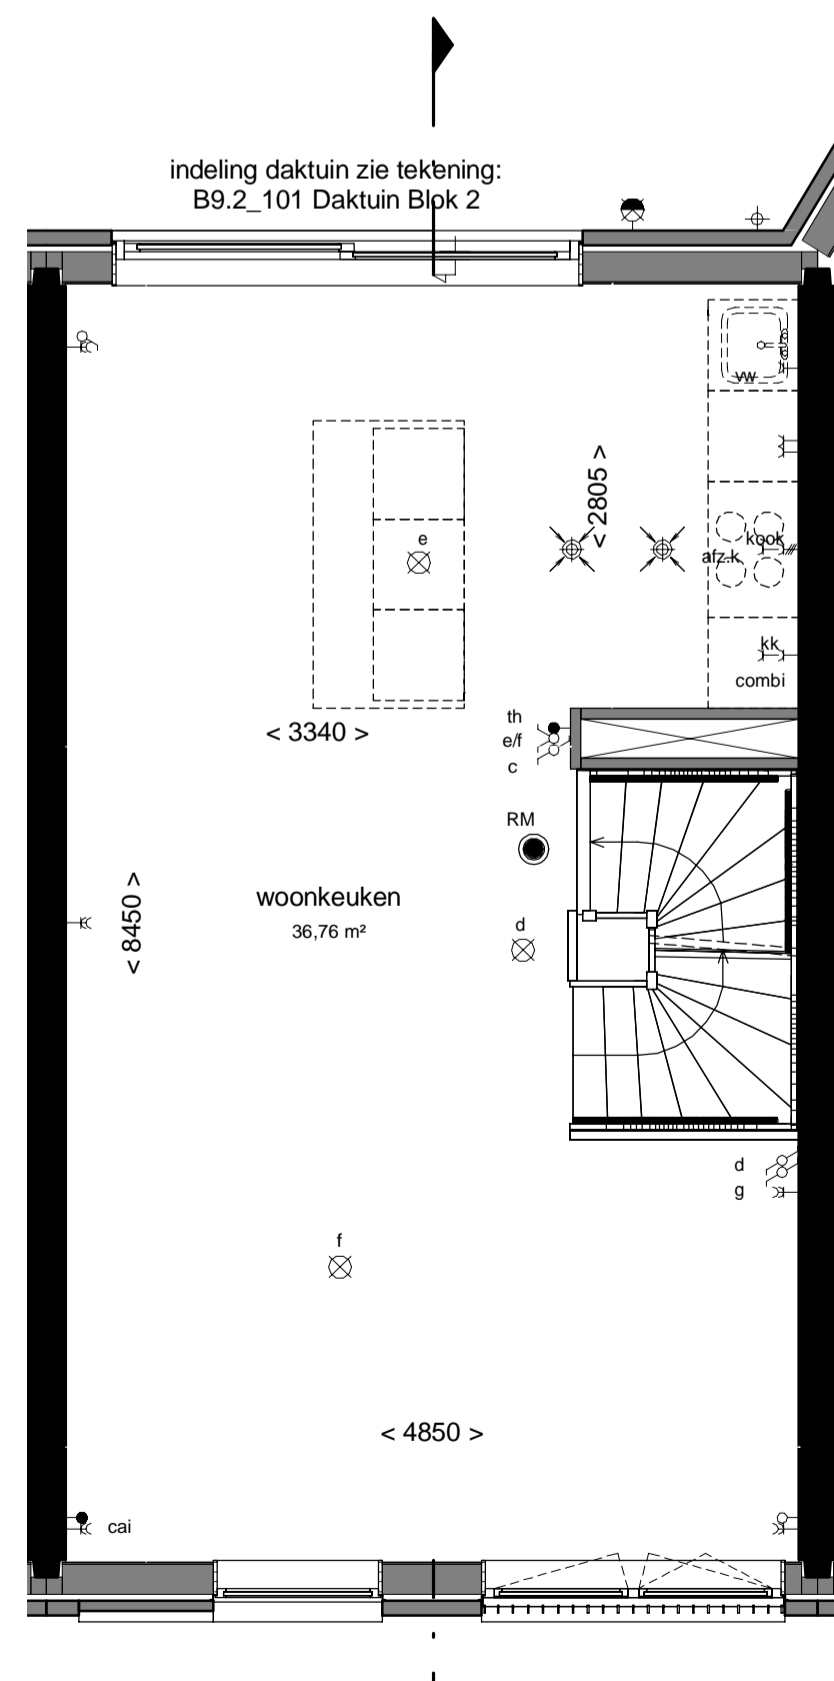 indeling daktuin zie tekening:
B9.2_101 Daktuin Blok 2
vw
< 2805 >
e
kook
afz.k
kk
combi
th
< 3340 >
e/f
c
RM
woonkeuken
36,76 m²
< 8450 >
d
d
g
f
< 4850 >
cai